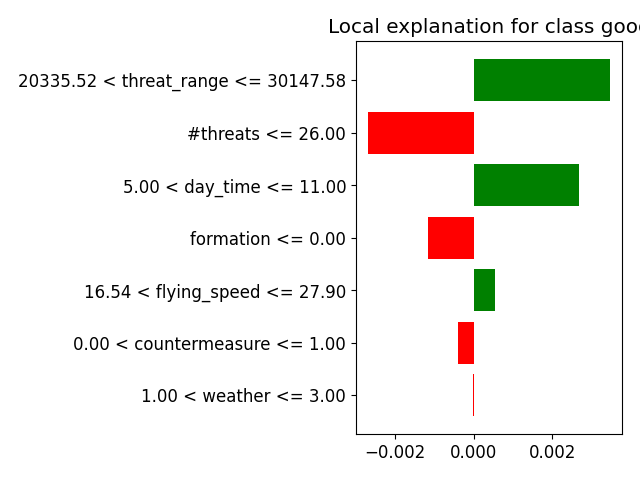 Local explanation for class goo
20335.52 < threat_range <= 30147.58
#threats <= 26.00
5.00 < day_time <= 11.00
formation <= 0.00
16.54 < flying_speed <= 27.90
0.00 < countermeasure <= 1.00
1.00 < weather <= 3.00
−0.002 0.000 0.002